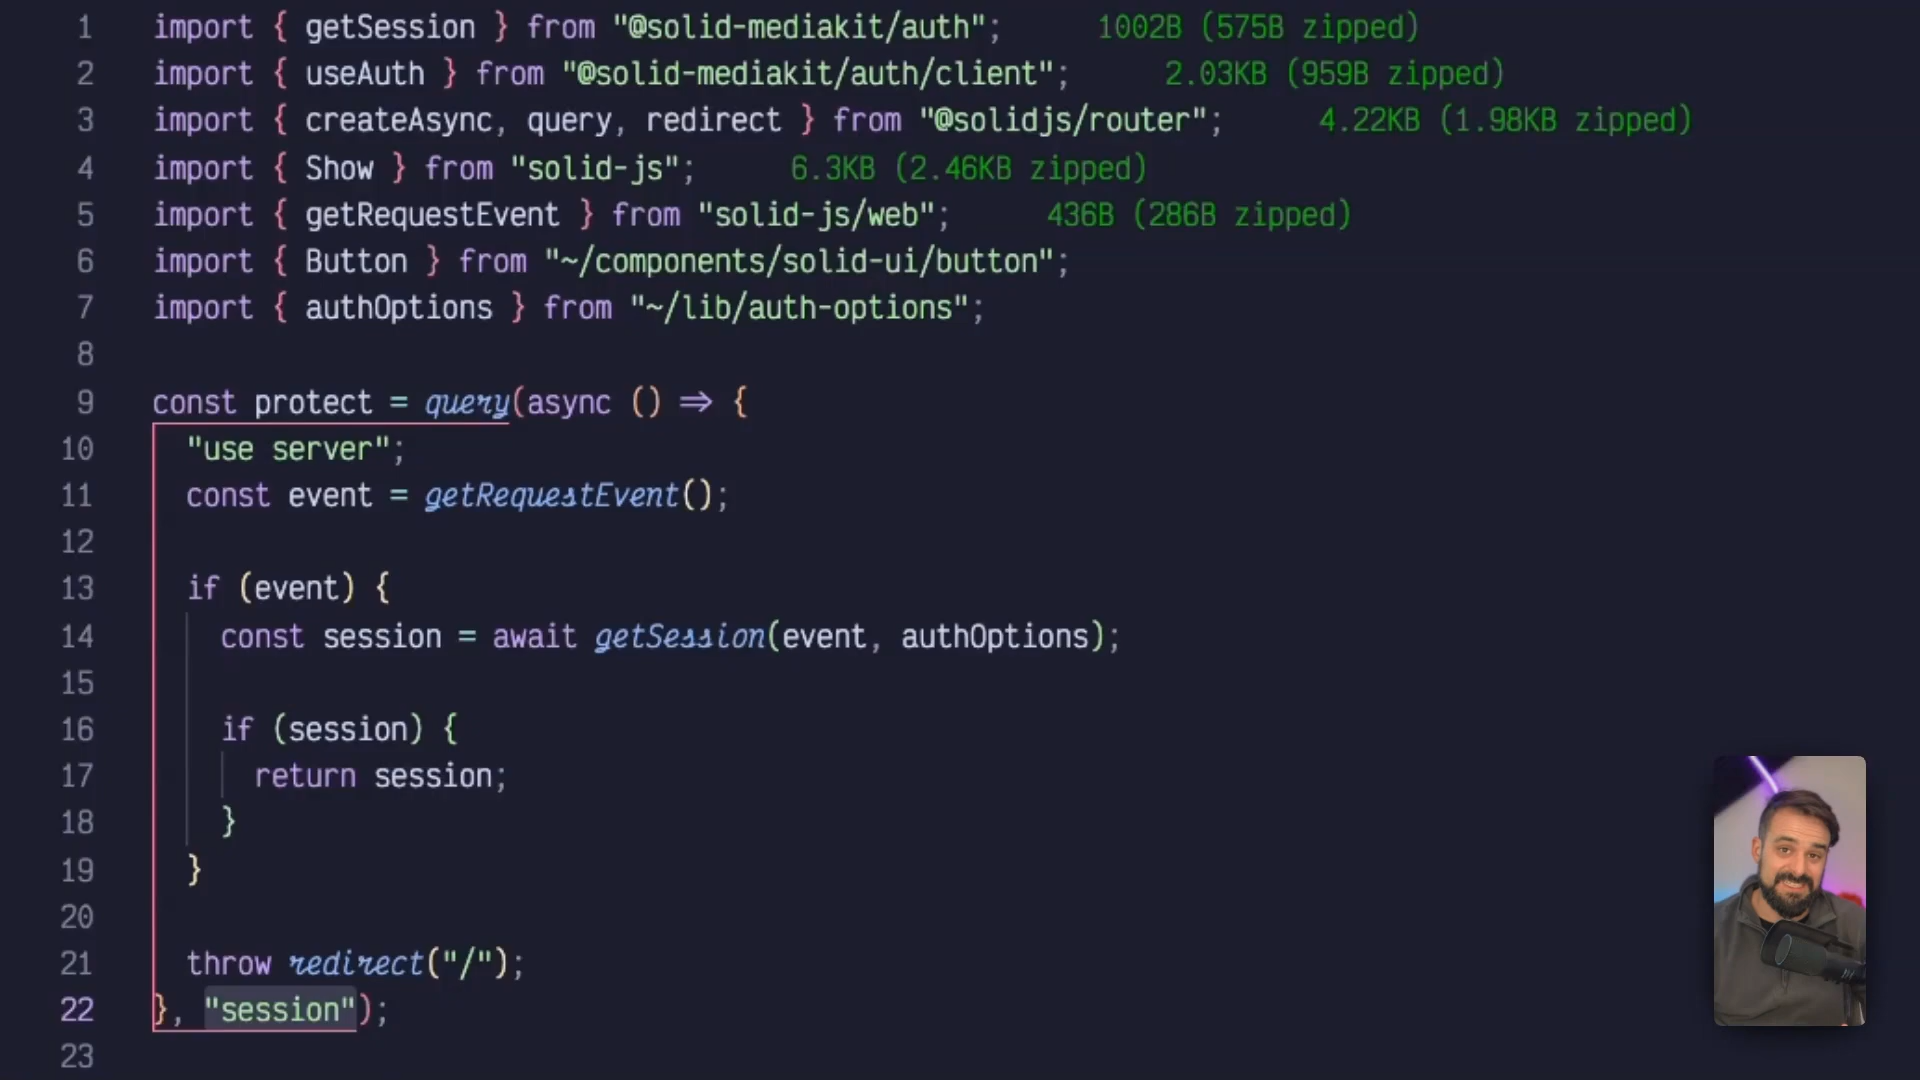 1 import { getSession } from "@solid-mediakit/auth"; 1002B (575B zipped)
2 import { useAuth } from "@solid-mediakit/auth/client"; 2.03KB (959B zipped)
3 import { createAsync, query, redirect } from "@solidjs/router"; 4.22KB (1.98KB zipped)
4 import { Show } from "solid-js"; 6.3KB (2.46KB zipped)
5 import { getRequestEvent } from "solid-js/web"; 436B (286B zipped)
6 import { Button } from "~/components/solid-ui/button";
7 import { authOptions } from "~/lib/auth-options";
8
9 const protect = query(async () => {
10 "use server";
11 const event = getRequestEvent();
12
13 if (event) {
14 const session = await getSession(event, authOptions);
15
16 if (session) {
17 return session;
18 }
19 }
20
21 throw redirect("/");
22 }, "session");
23